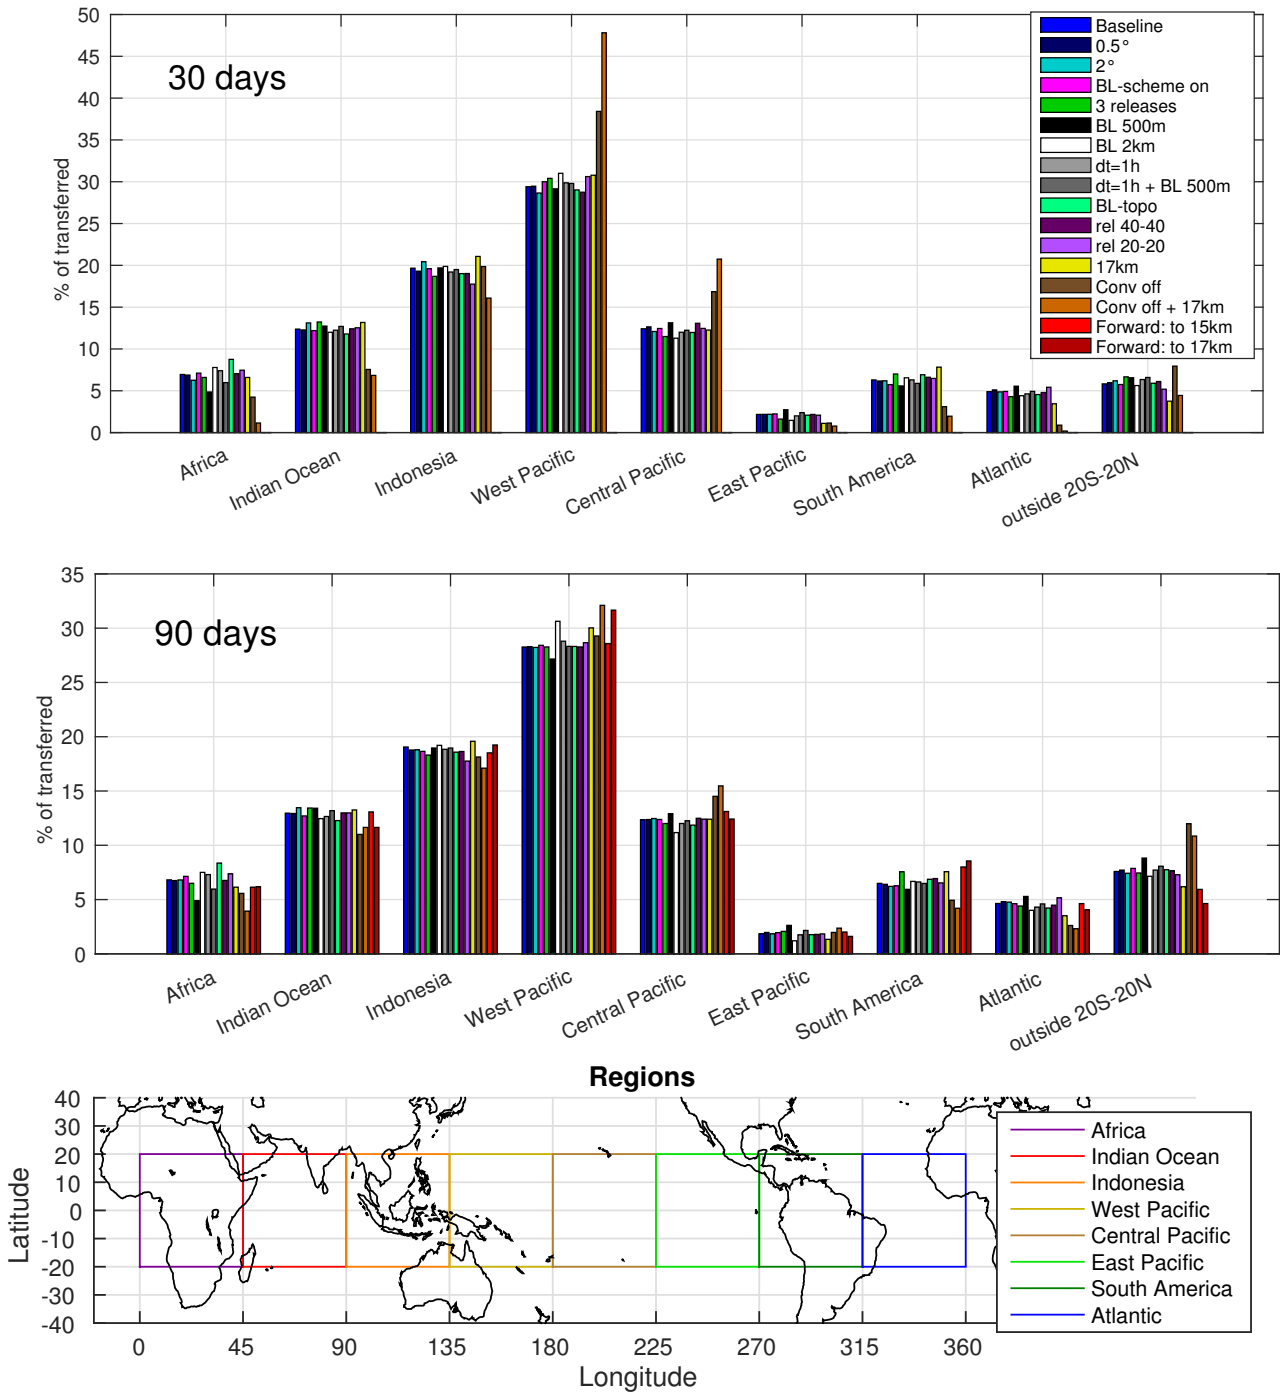 50
45
40
35
30
25
20
15
10
5
0
% of transferred
30 days
Baseline
0.5°
2°
BL-scheme on
3 releases
BL 500m
BL 2km
dt=1h
dt=1h + BL 500m
BL-topo
rel 40-40
rel 20-20
17km
Conv off
Conv off + 17km
Forward: to 15km
Forward: to 17km
Africa
Indian Ocean
Indonesia
West Pacific
Central Pacific
East Pacific
South America
Atlantic
outside 20S-20N
35
30
25
20
15
10
5
0
% of transferred
90 days
Africa
Indian Ocean
Indonesia
West Pacific
Central Pacific
East Pacific
South America
Atlantic
outside 20S-20N
Regions
40
30
20
10
0
-10
-20
-30
-40
Latitude
Africa
Indian Ocean
Indonesia
West Pacific
Central Pacific
East Pacific
South America
Atlantic
0 45 90 135 180 225 270 315 360
Longitude